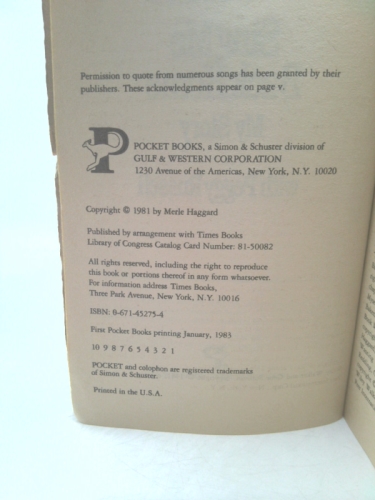 Permission to quote from numerous songs has been granted by their
publishers. These acknowledgments appear on page v.
POCKET BOOKS, a Simon & Schuster division of
GULF & WESTERN CORPORATION
1230 Avenue of the Americas, New York, N.Y. 10020
Copyright © 1981 by Merle Haggard
Published by arrangement with Times Books
Library of Congress Catalog Card Number: 81-50082
All rights reserved, including the right to reproduce
this book or portions thereof in any form whatsoever.
For information address Times Books,
Three Park Avenue, New York, N.Y. 10016
ISBN: 0-671-45275-4
First Pocket Books printing January, 1983
10 9 8 7 6 5 4 3 2 1
POCKET and colophon are registered trademarks
of Simon & Schuster.
Printed in the U.S.A.